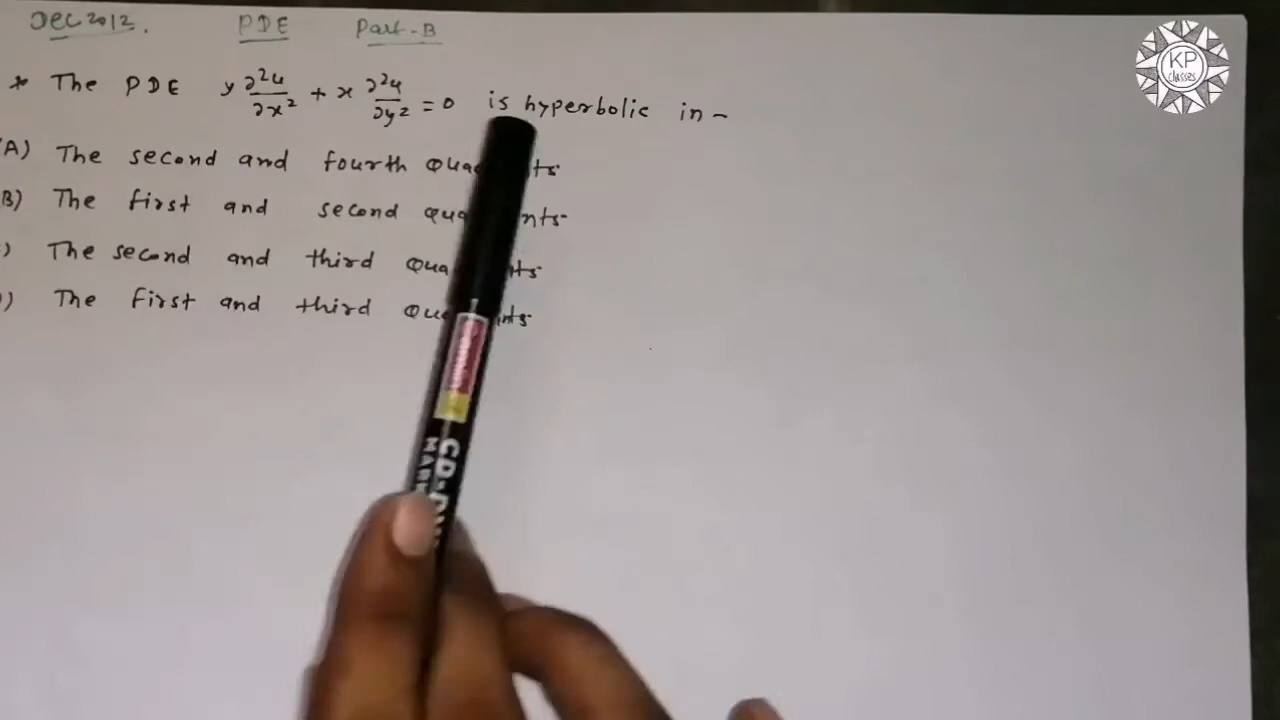 Dec 2012. PDE Part-B
* The PDE y ∂²u/∂x² + x ∂²u/∂y² = 0 is hyperbolic in -
A) The second and fourth
B) The first and second
) The second and third
) The first and third
KP
classes
CD-